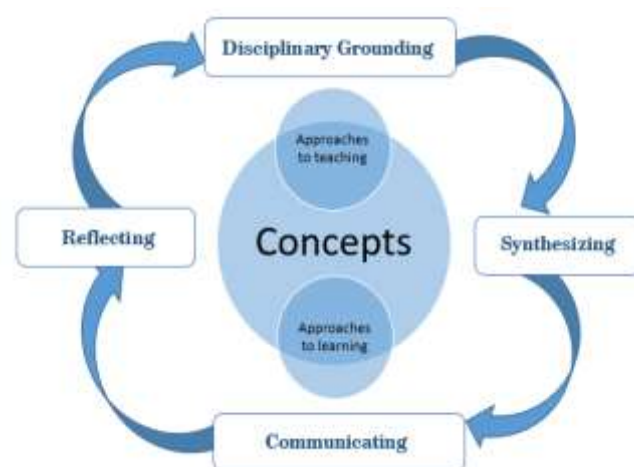 Disciplinary Grounding
Approaches
to teaching
Reflecting
Concepts
Synthesizing
Approaches
to learning
Communicating